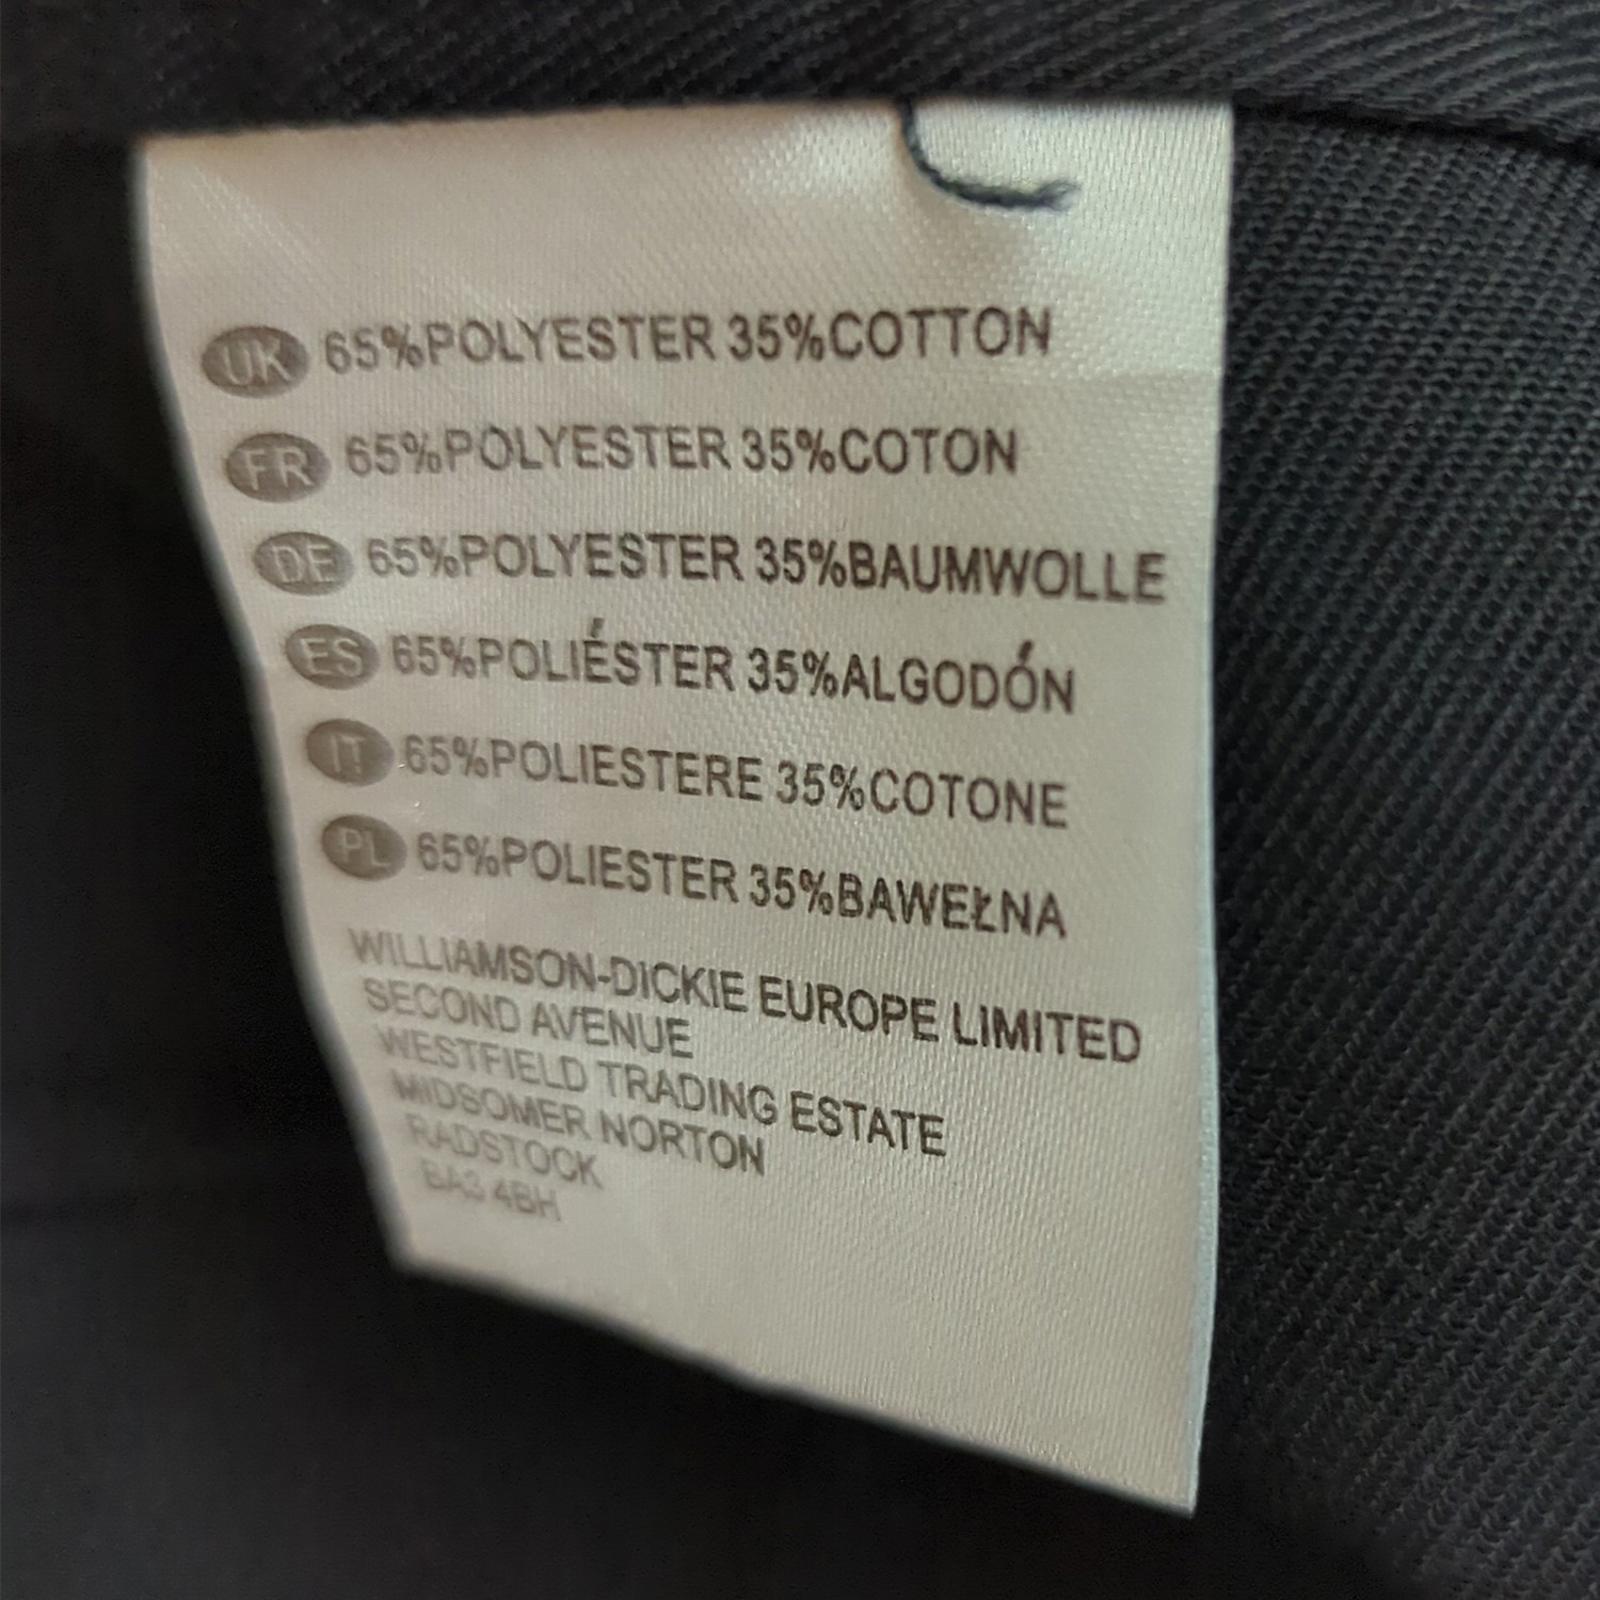 UK 65%POLYESTER 35%COTTON
FR 65%POLYESTER 35%COTON
DE 65%POLYESTER 35%BAUMWOLLE
ES 65%POLIÉSTER 35%ALGODÓN
IT 65%POLIESTERE 35%COTONE
PL 65%POLIESTER 35%BAWEŁNA
WILLIAMSON-DICKIE EUROPE LIMITED
SECOND AVENUE
WESTFIELD TRADING ESTATE
MIDSOMER NORTON
RADSTOCK
BA3 4BH